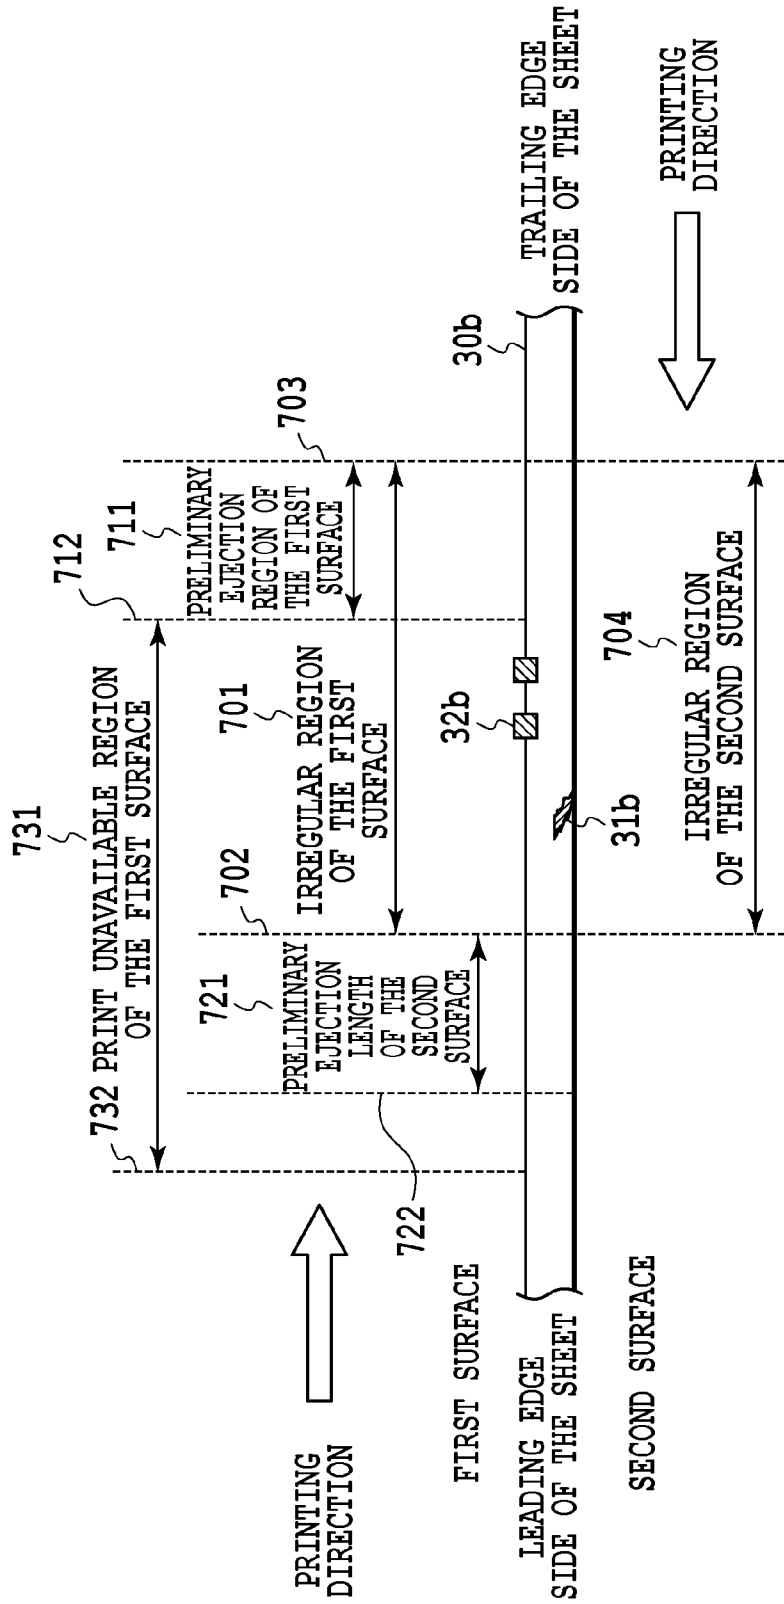 731
PRINT UNAVAILABLE REGION
OF THE FIRST SURFACE
732
712
711
PRELIMINARY
EJECTION
REGION OF
THE FIRST
SURFACE
703
701
IRREGULAR REGION
OF THE FIRST
SURFACE
702
721
PRELIMINARY
EJECTION
LENGTH OF THE
SECOND
SURFACE
722
PRINTING
DIRECTION
FIRST SURFACE
32b
30b
LEADING EDGE
SIDE OF THE SHEET
TRAILING EDGE
SIDE OF THE SHEET
31b
SECOND SURFACE
704
IRREGULAR REGION
OF THE SECOND SURFACE
PRINTING
DIRECTION